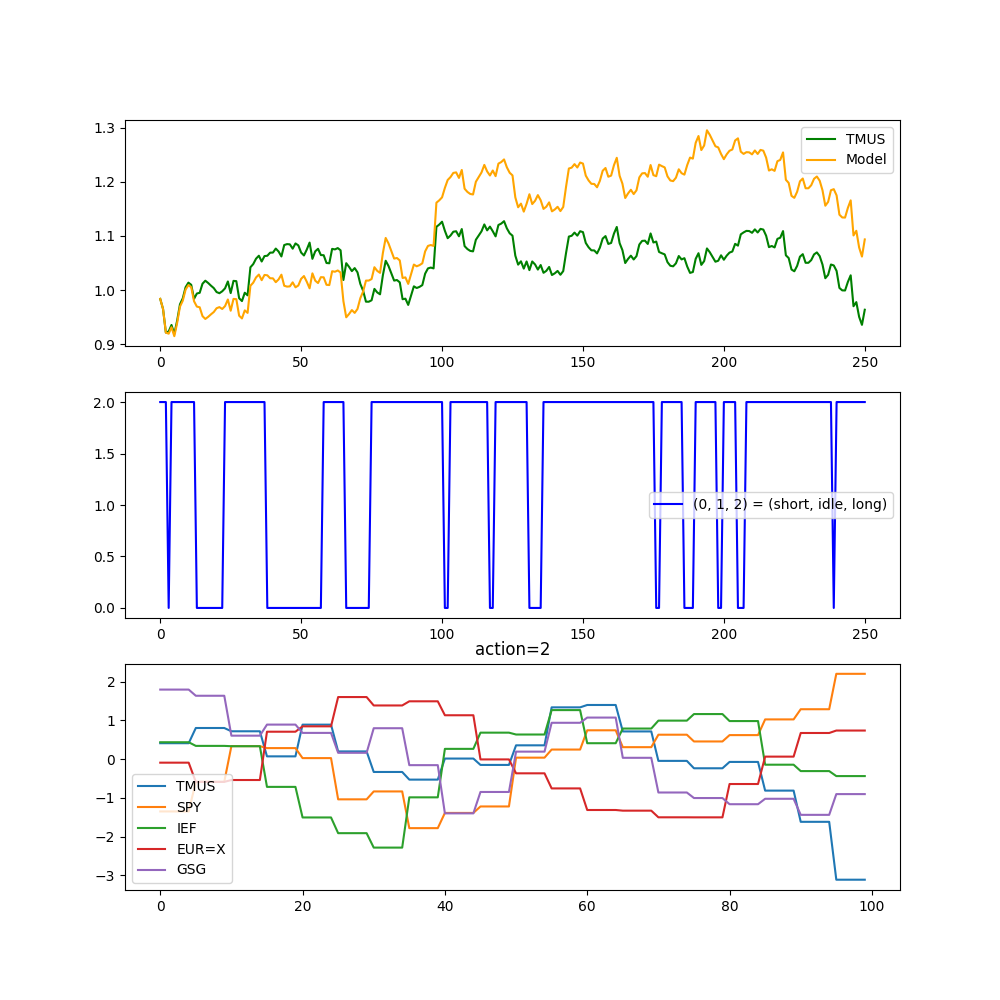 1.3
1.2
1.1
1.0
0.9
TMUS
Model
0 50 100 150 200 250
2.0
1.5
1.0
0.5
0.0
(0, 1, 2) = (short, idle, long)
0 50 100 150 200 250
action=2
2
1
0
−1
−2
−3
TMUS
SPY
IEF
EUR=X
GSG
0 20 40 60 80 100